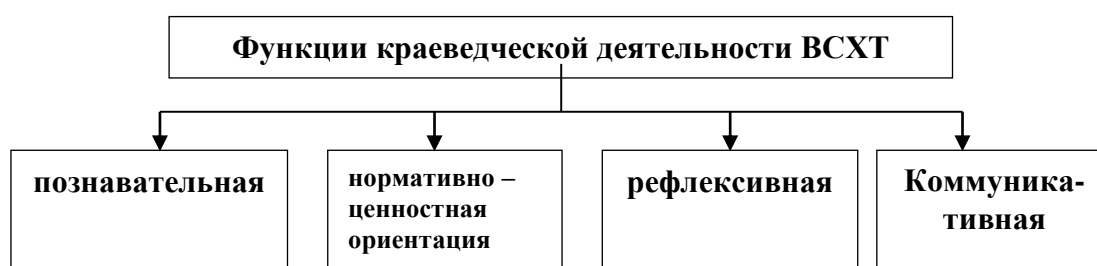 Функции краеведческой деятельности ВСХТ
познавательная
нормативно –
ценностная
ориентация
рефлексивная
Коммуника-
тивная